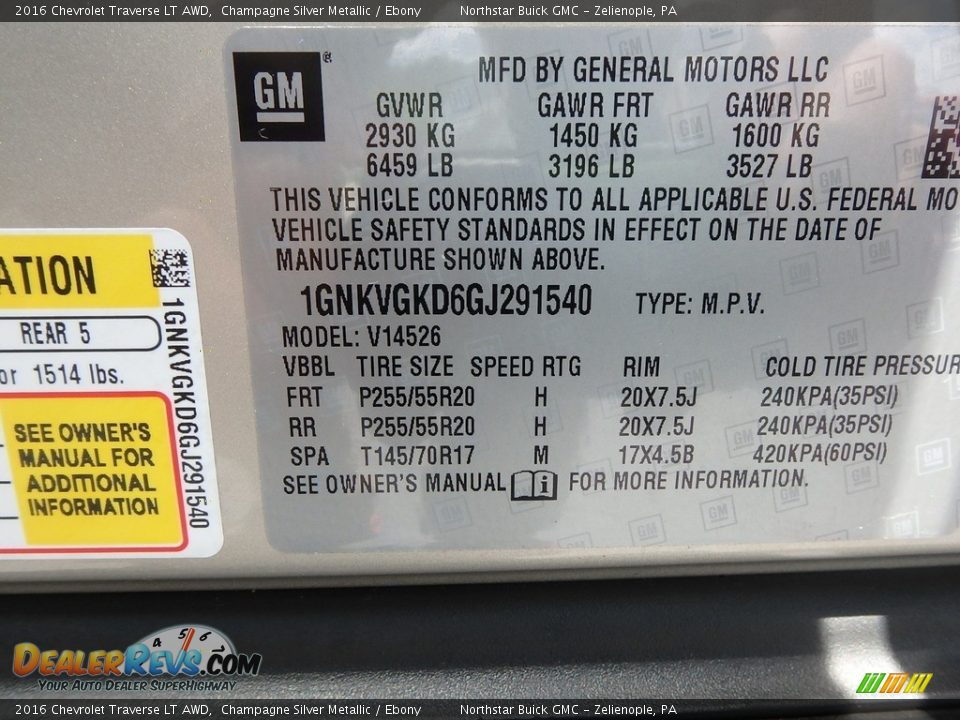 2016 Chevrolet Traverse LT AWD, Champagne Silver Metallic / Ebony Northstar Buick GMC - Zelienople, PA
GM
MFD BY GENERAL MOTORS LLC
GVWR GAWR FRT GAWR RR
2930 KG 1450 KG 1600 KG
6459 LB 3196 LB 3527 LB
THIS VEHICLE CONFORMS TO ALL APPLICABLE U.S. FEDERAL MO
VEHICLE SAFETY STANDARDS IN EFFECT ON THE DATE OF
MANUFACTURE SHOWN ABOVE.
1GNKVGKD6GJ291540 TYPE: M.P.V.
MODEL: V14526
VBBL TIRE SIZE SPEED RTG RIM COLD TIRE PRESSUR
FRT P255/55R20 H 20X7.5J 240KPA(35PSI)
RR P255/55R20 H 20X7.5J 240KPA(35PSI)
SPA T145/70R17 M 17X4.5B 420KPA(60PSI)
SEE OWNER'S MANUAL i FOR MORE INFORMATION.
ATION
REAR 5
or 1514 lbs.
SEE OWNER'S
MANUAL FOR
ADDITIONAL
INFORMATION
1GNKVGKD6GJ291540
4 5 6
DEALERREVS.COM
YOUR AUTO DEALER SUPERHIGHWAY
2016 Chevrolet Traverse LT AWD, Champagne Silver Metallic / Ebony Northstar Buick GMC - Zelienople, PA